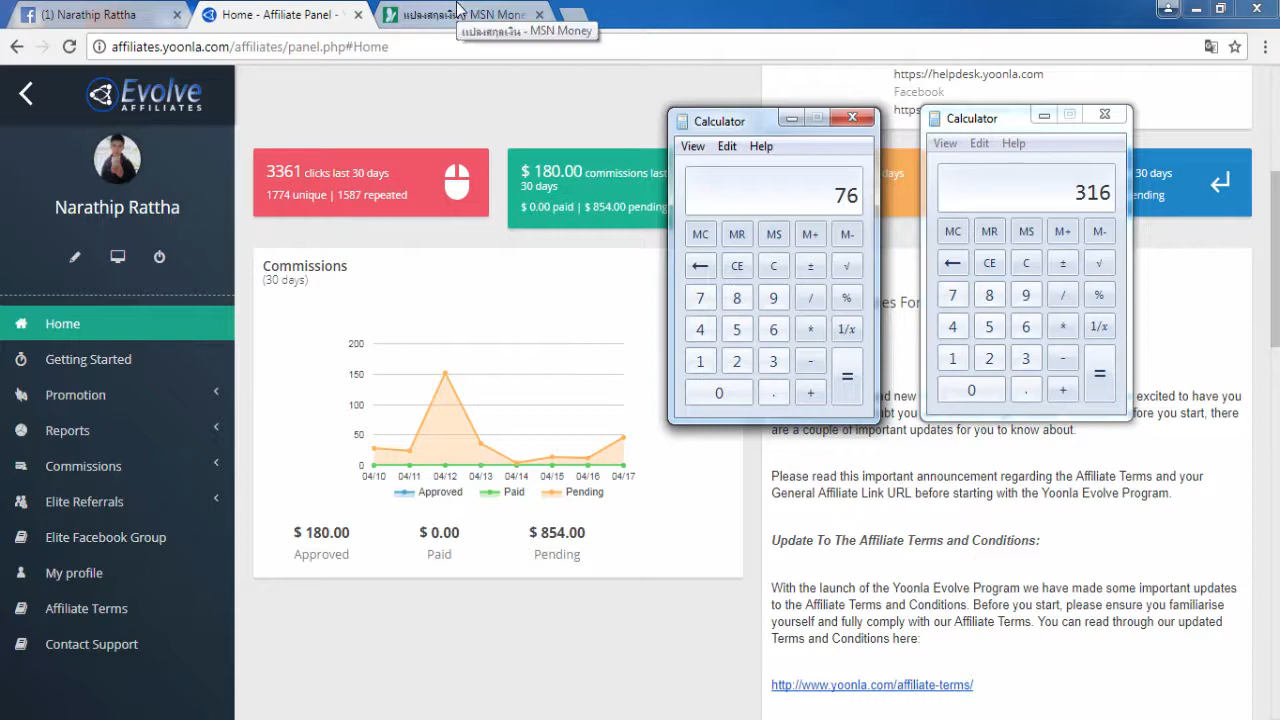 (1) Narathip Rattha
Home - Affiliate Panel -
แปลงสกุลเงิน - MSN Mone
แปลงสกุลเงิน - MSN Money
affiliates.yoonla.com/affiliates/panel.php#Home
Evolve
AFFILIATES
Narathip Rattha
Home
Getting Started
Promotion
Reports
Commissions
Elite Referrals
Elite Facebook Group
My profile
Affiliate Terms
Contact Support
3361 clicks last 30 days
1774 unique | 1587 repeated
$ 180.00 commissions last
30 days
$ 0.00 paid | $ 854.00 pending
days
30 days
pending
https://helpdesk.yoonla.com
Facebook
https
Commissions
(30 days)
200
150
100
50
0
04/10 04/11 04/12 04/13 04/14 04/15 04/16 04/17
Approved Paid Pending
$ 180.00 $ 0.00 $ 854.00
Approved Paid Pending
Calculator
View Edit Help
76
MC MR MS M+ M-
← CE C ± √
7 8 9 / %
4 5 6 * 1/x
1 2 3 - =
0 . +
Calculator
View Edit Help
316
MC MR MS M+ M-
← CE C ± √
7 8 9 / %
4 5 6 * 1/x
1 2 3 - =
0 . +
es For
nd new excited to have you
bt you efore you start, there
are a couple of important updates for you to know about.
Please read this important announcement regarding the Affiliate Terms and your
General Affiliate Link URL before starting with the Yoonla Evolve Program.
Update To The Affiliate Terms and Conditions:
With the launch of the Yoonla Evolve Program we have made some important updates
to the Affiliate Terms and Conditions. Before you start, please ensure you familiarise
yourself and fully comply with our Affiliate Terms. You can read through our updated
Terms and Conditions here:
http://www.yoonla.com/affiliate-terms/